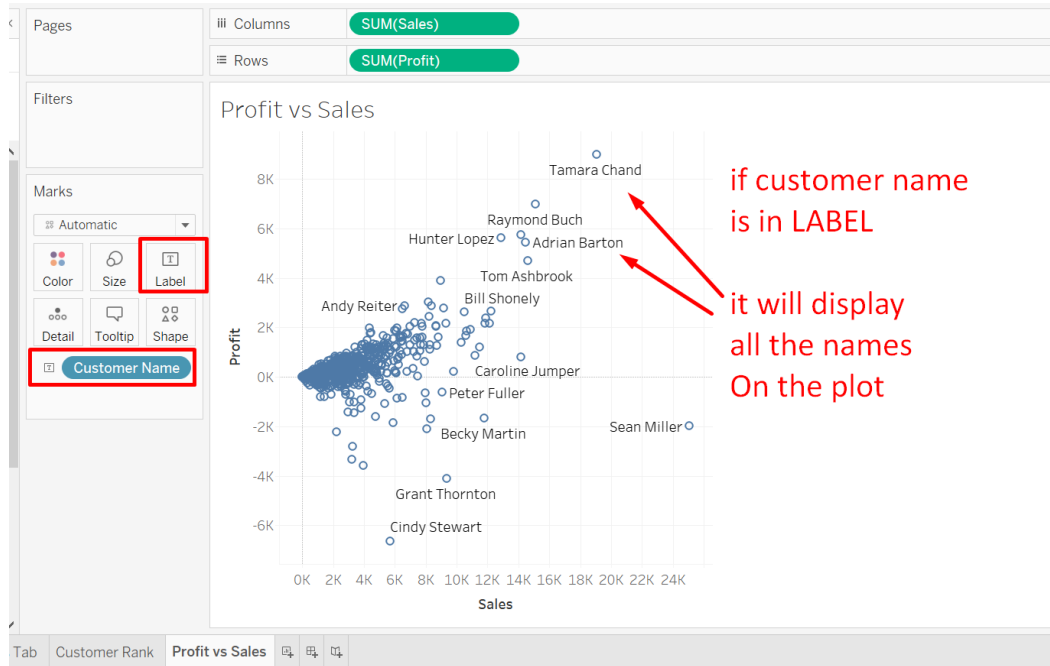 Pages
iii Columns
SUM(Sales)
Rows
SUM(Profit)
Filters
Profit vs Sales
Marks
Automatic
Color
Size
Label
Detail
Tooltip
Shape
Customer Name
Profit
8K
6K
4K
2K
0K
-2K
-4K
-6K
Tamara Chand
Raymond Buch
Hunter Lopez
Adrian Barton
Tom Ashbrook
Bill Shonely
Andy Reiter
Caroline Jumper
Peter Fuller
Becky Martin
Sean Miller
Grant Thornton
Cindy Stewart
0K 2K 4K 6K 8K 10K 12K 14K 16K 18K 20K 22K 24K
Sales
if customer name
is in LABEL
it will display
all the names
On the plot
Tab
Customer Rank
Profit vs Sales